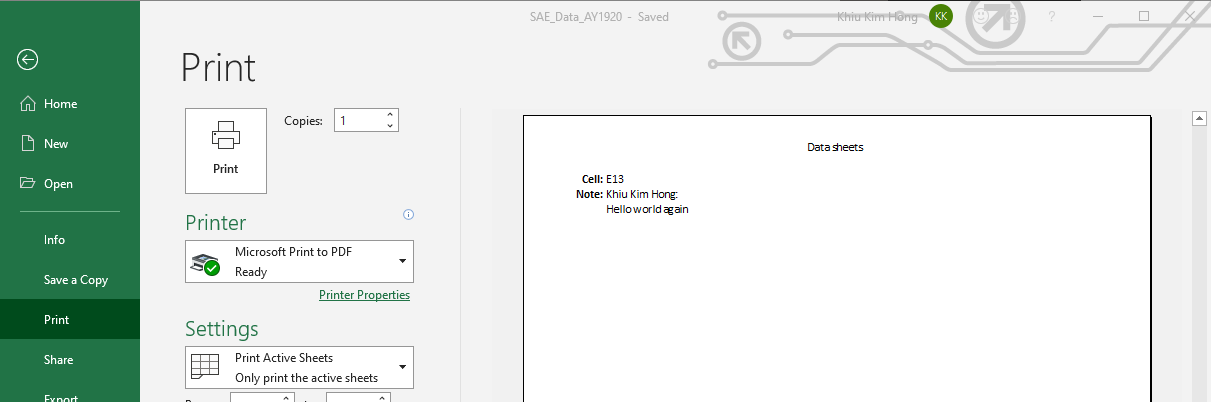 SAE_Data_AY1920 - Saved
Khiu Kim Hong
KK
?
Print
Home
New
Open
Info
Save a Copy
Print
Share
Export
Print
Copies: 1
Printer
Microsoft Print to PDF
Ready
Printer Properties
Settings
Print Active Sheets
Only print the active sheets
Data sheets
Cell: E13
Note: Khiu Kim Hong:
Hello world again